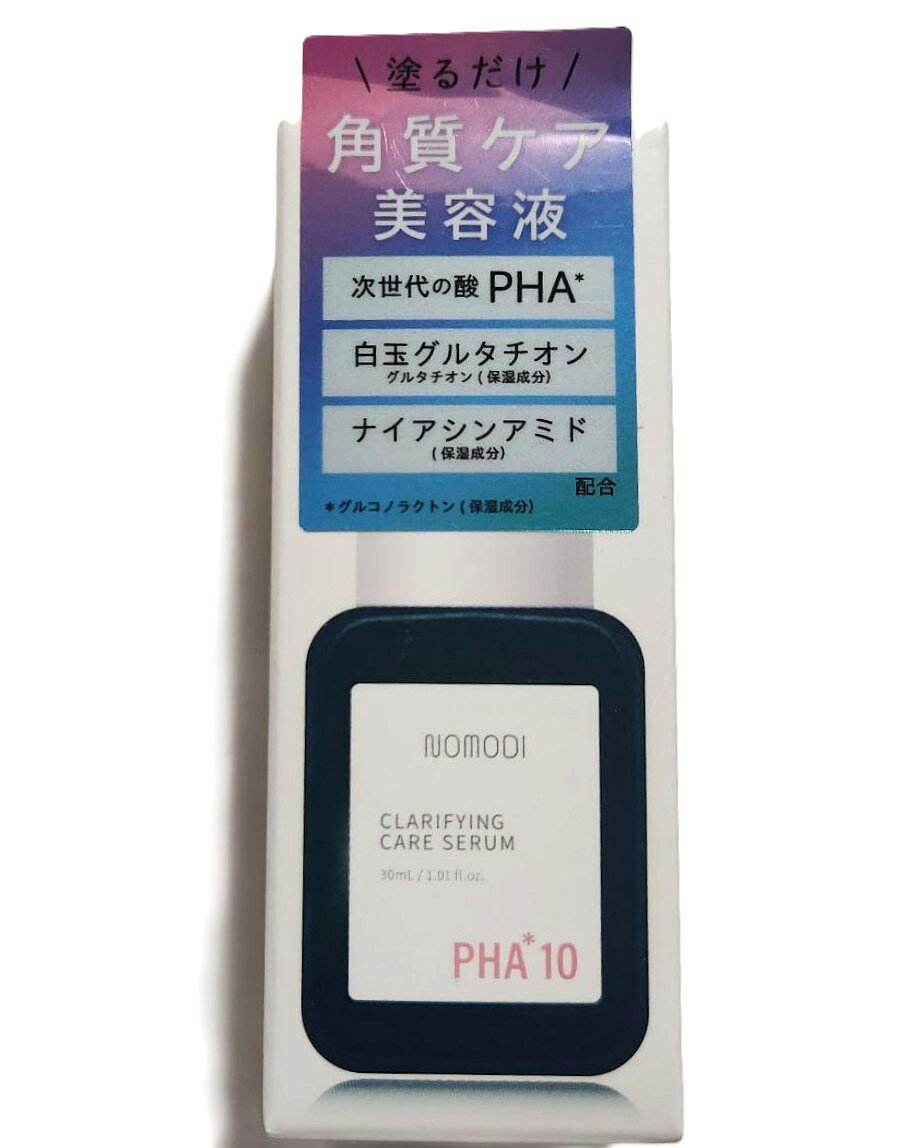 \ 塗るだけ /
角質ケア
美容液
次世代の酸 PHA*
白玉グルタチオン
グルタチオン (保湿成分)
ナイアシンアミド
(保湿成分)
配合
*グルコノラクトン (保湿成分)
NOMODI
CLARIFYING
CARE SERUM
30mL / 1.01 fl.oz.
PHA* 10